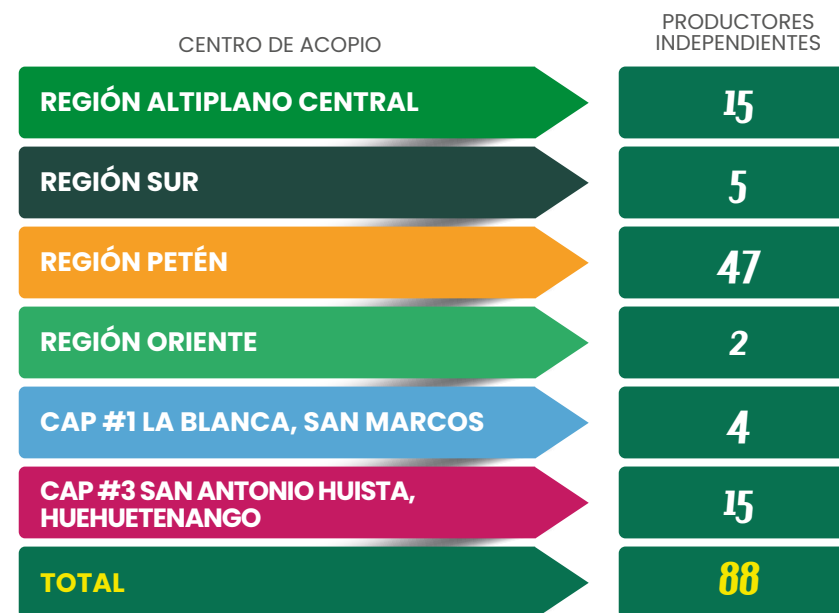 CENTRO DE ACOPIO
PRODUCTORES
INDEPENDIENTES
REGIÓN ALTIPLANO CENTRAL
15
REGIÓN SUR
5
REGIÓN PETÉN
47
REGIÓN ORIENTE
2
CAP #1 LA BLANCA, SAN MARCOS
4
CAP #3 SAN ANTONIO HUISTA,
HUEHUETENANGO
15
TOTAL
88